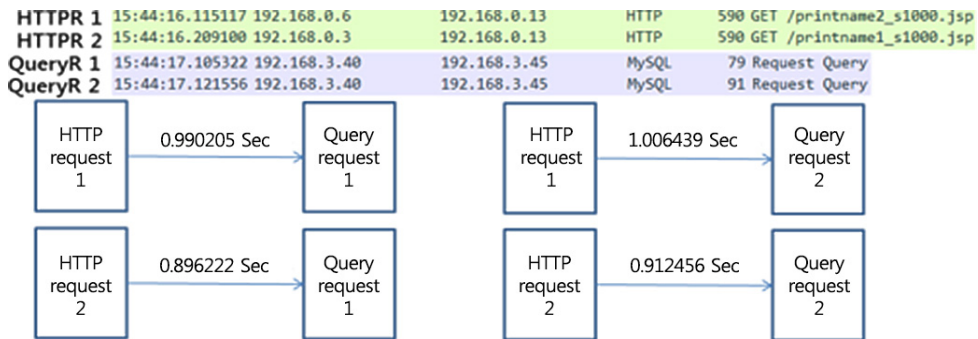 HTTPR 1 15:44:16.115117 192.168.0.6 192.168.0.13 HTTP 590 GET /printname2_s1000.jsp
HTTPR 2 15:44:16.209100 192.168.0.3 192.168.0.13 HTTP 590 GET /printname1_s1000.jsp
QueryR 1 15:44:17.105322 192.168.3.40 192.168.3.45 MySQL 79 Request Query
QueryR 2 15:44:17.121556 192.168.3.40 192.168.3.45 MySQL 91 Request Query
HTTP
request
1
0.990205 Sec
Query
request
1
HTTP
request
1
1.006439 Sec
Query
request
2
HTTP
request
2
0.896222 Sec
Query
request
1
HTTP
request
2
0.912456 Sec
Query
request
2